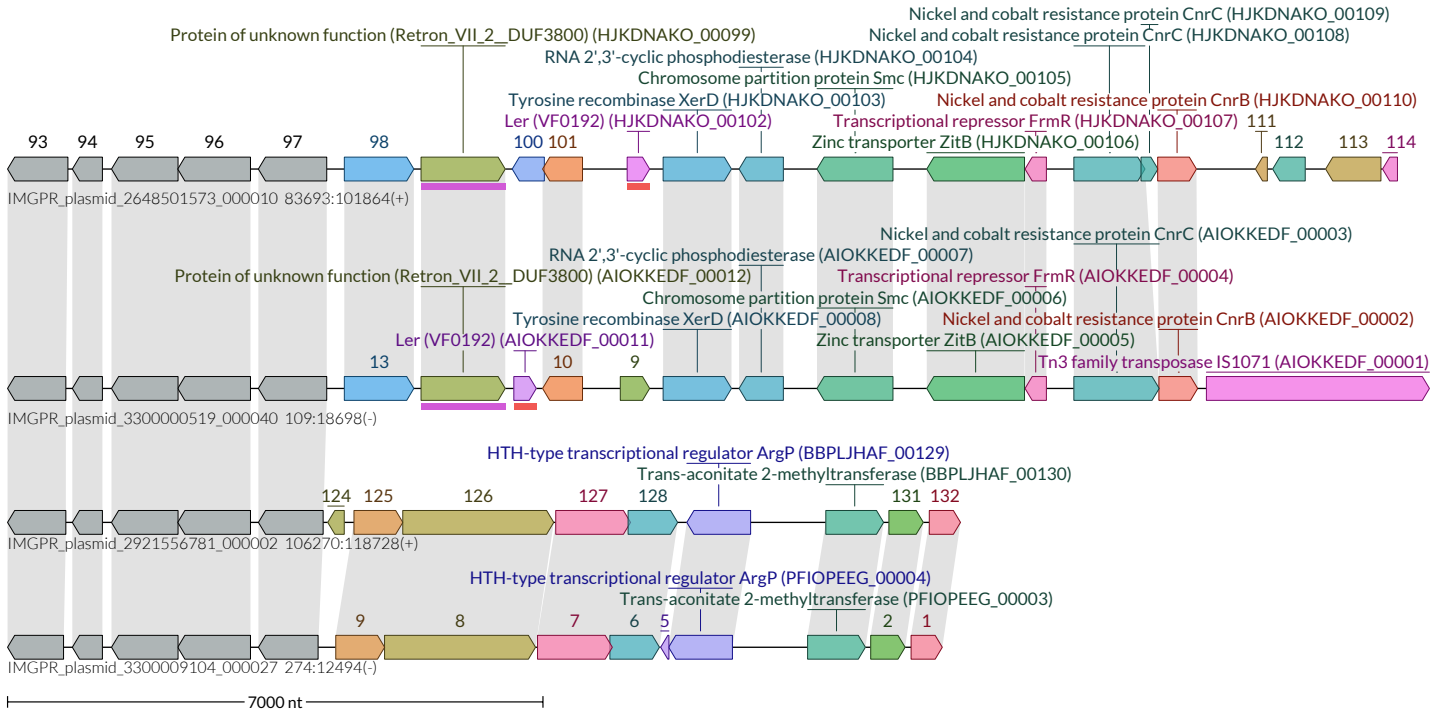 Nickel and cobalt resistance protein CnrC (HJKDNAKO_00109)
Protein of unknown function (Retron_VII_2__DUF3800) (HJKDNAKO_00099)
Nickel and cobalt resistance protein CnrC (HJKDNAKO_00108)
RNA 2',3'-cyclic phosphodiesterase (HJKDNAKO_00104)
Chromosome partition protein Smc (HJKDNAKO_00105)
Tyrosine recombinase XerD (HJKDNAKO_00103)
Nickel and cobalt resistance protein CnrB (HJKDNAKO_00110)
Ler (VF0192) (HJKDNAKO_00102)
Transcriptional repressor FrmR (HJKDNAKO_00107)
111
93 94 95 96 97 98 100 101
Zinc transporter ZitB (HJKDNAKO_00106)
112 113 114
IMGPR_plasmid_2648501573_000010 83693:101864(+)
Nickel and cobalt resistance protein CnrC (AIOKKEDF_00003)
RNA 2',3'-cyclic phosphodiesterase (AIOKKEDF_00007)
Protein of unknown function (Retron_VII_2__DUF3800) (AIOKKEDF_00012)
Transcriptional repressor FrmR (AIOKKEDF_00004)
Chromosome partition protein Smc (AIOKKEDF_00006)
Tyrosine recombinase XerD (AIOKKEDF_00008)
Nickel and cobalt resistance protein CnrB (AIOKKEDF_00002)
Ler (VF0192) (AIOKKEDF_00011)
Zinc transporter ZitB (AIOKKEDF_00005)
13 10 9
Tn3 family transposase IS1071 (AIOKKEDF_00001)
IMGPR_plasmid_3300000519_000040 109:18698(-)
HTH-type transcriptional regulator ArgP (BBPLJHAF_00129)
Trans-aconitate 2-methyltransferase (BBPLJHAF_00130)
124 125 126 127 128 131 132
IMGPR_plasmid_2921556781_000002 106270:118728(+)
HTH-type transcriptional regulator ArgP (PFIOPEEG_00004)
Trans-aconitate 2-methyltransferase (PFIOPEEG_00003)
9 8 7 6 5 2 1
IMGPR_plasmid_3300009104_000027 274:12494(-)
7000 nt